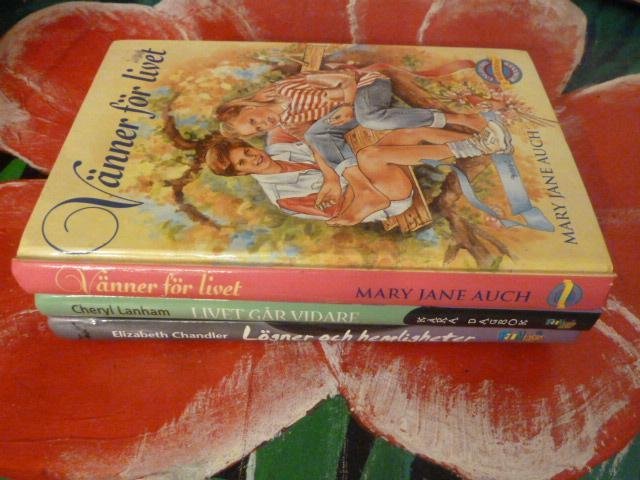 Vänner för livet
MARY JANE AUCH
Vänner för livet MARY JANE AUCH
Cheryl Lanham LIVET GÅR VIDARE KÄRA DAGBOK
Elizabeth Chandler Lögner och hemligheter